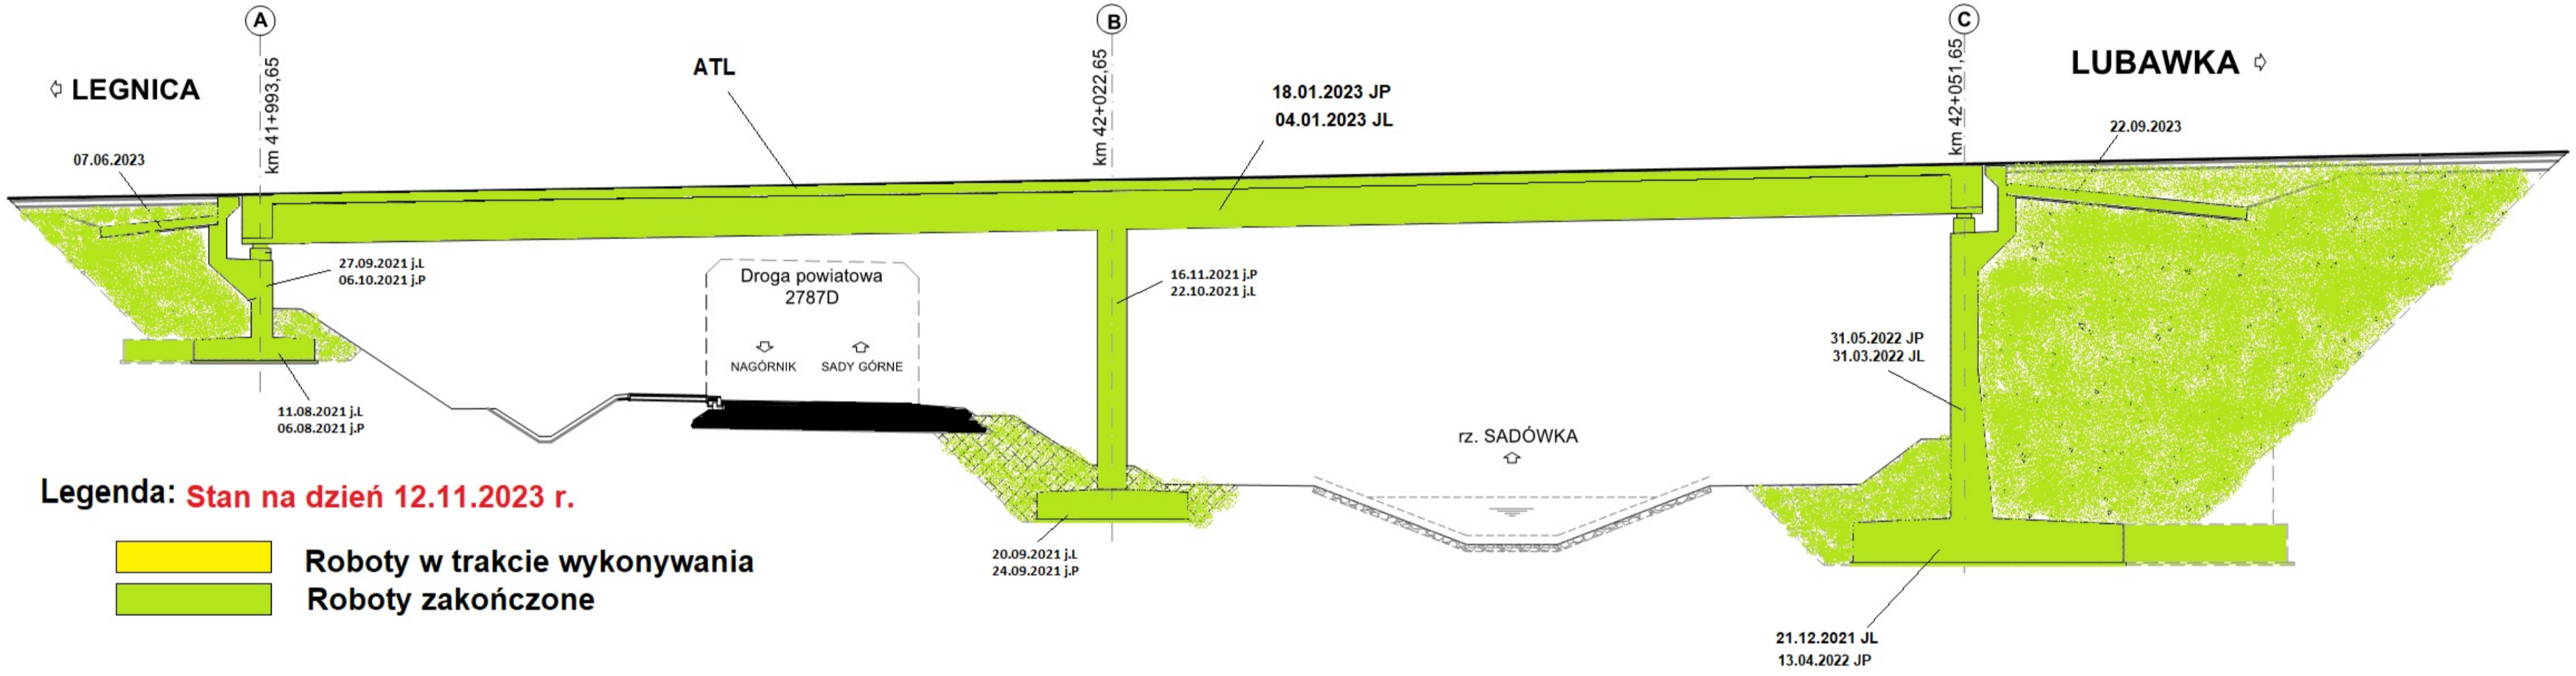 A
B
C
km 41+993,65
km 42+022,65
km 42+051,65
LEGNICA
ATL
LUBAWKA
18.01.2023 JP
04.01.2023 JL
07.06.2023
22.09.2023
27.09.2021 j.L
06.10.2021 j.P
Droga powiatowa
2787D
NAGÓRNIK SADY GÓRNE
16.11.2021 j.P
22.10.2021 j.L
31.05.2022 JP
31.03.2022 JL
11.08.2021 j.L
06.08.2021 j.P
rz. SADÓWKA
20.09.2021 j.L
24.09.2021 j.P
21.12.2021 JL
13.04.2022 JP
Legenda: Stan na dzień 12.11.2023 r.
Roboty w trakcie wykonywania
Roboty zakończone